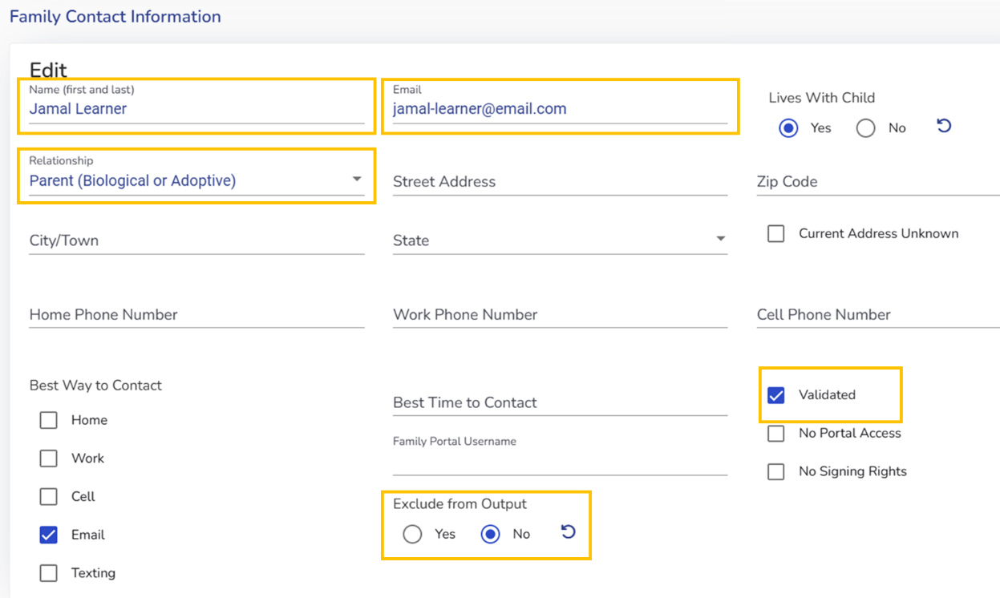 Family Contact Information
Edit
Name (first and last)
Jamal Learner
Email
jamal-learner@email.com
Lives With Child
Yes No
Relationship
Parent (Biological or Adoptive)
Street Address
Zip Code
City/Town
State
Current Address Unknown
Home Phone Number
Work Phone Number
Cell Phone Number
Best Way to Contact
Home
Work
Cell
Email
Texting
Best Time to Contact
Family Portal Username
Exclude from Output
Yes No
Validated
No Portal Access
No Signing Rights